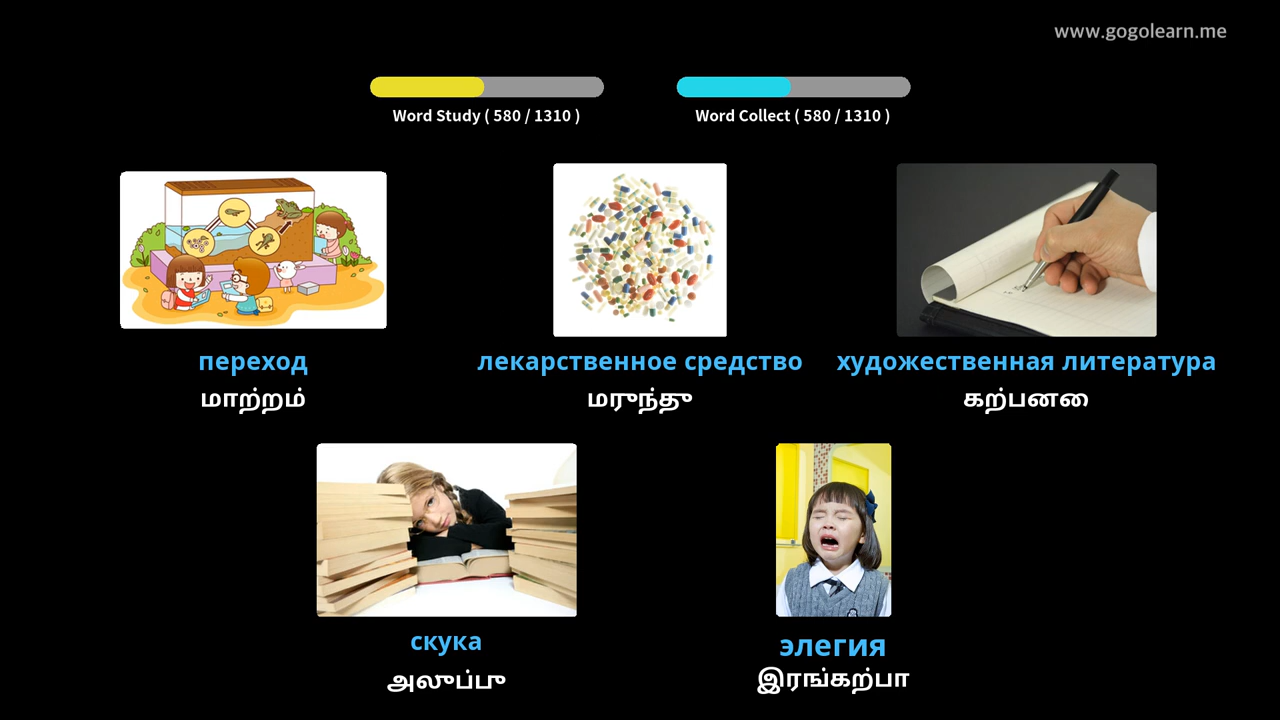 www.gogolearn.me
Word Study ( 580 / 1310 )
Word Collect ( 580 / 1310 )
переход
மாற்றம்
лекарственное средство
மருந்து
художественная литература
கற்பனை
скука
அலுப்பு
элегия
இரங்கற்பா